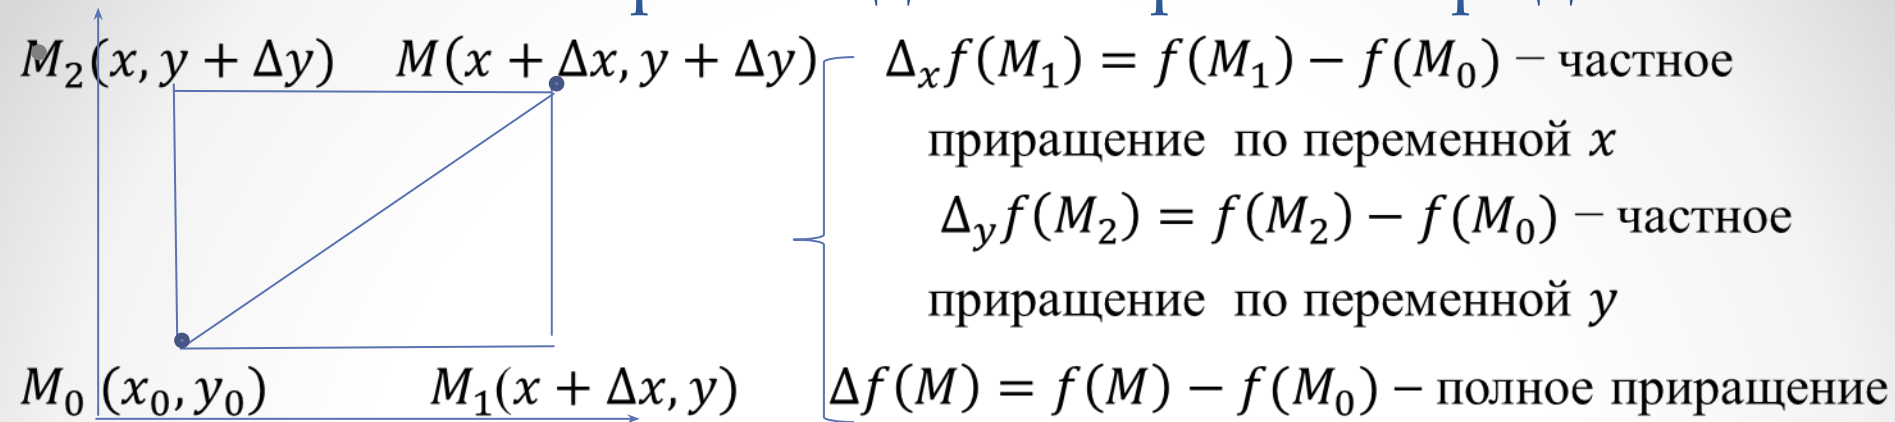 M₂(x, y + Δy) M(x + Δx, y + Δy)
M₀ (x₀, y₀) M₁(x + Δx, y)
Δₓf(M₁) = f(M₁) − f(M₀) − частное
приращение по переменной x
Δᵧf(M₂) = f(M₂) − f(M₀) − частное
приращение по переменной y
Δf(M) = f(M) − f(M₀) − полное приращение